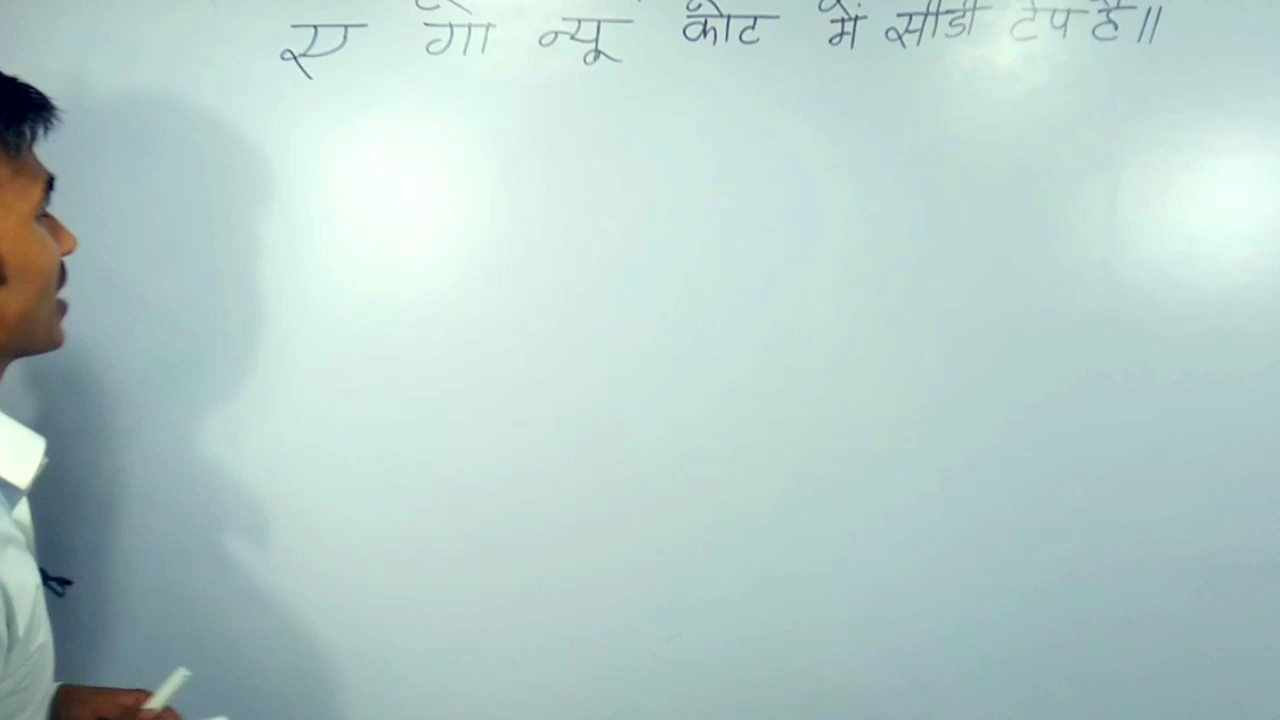 ए गो न्यू कोट में सीडी टेप है॥